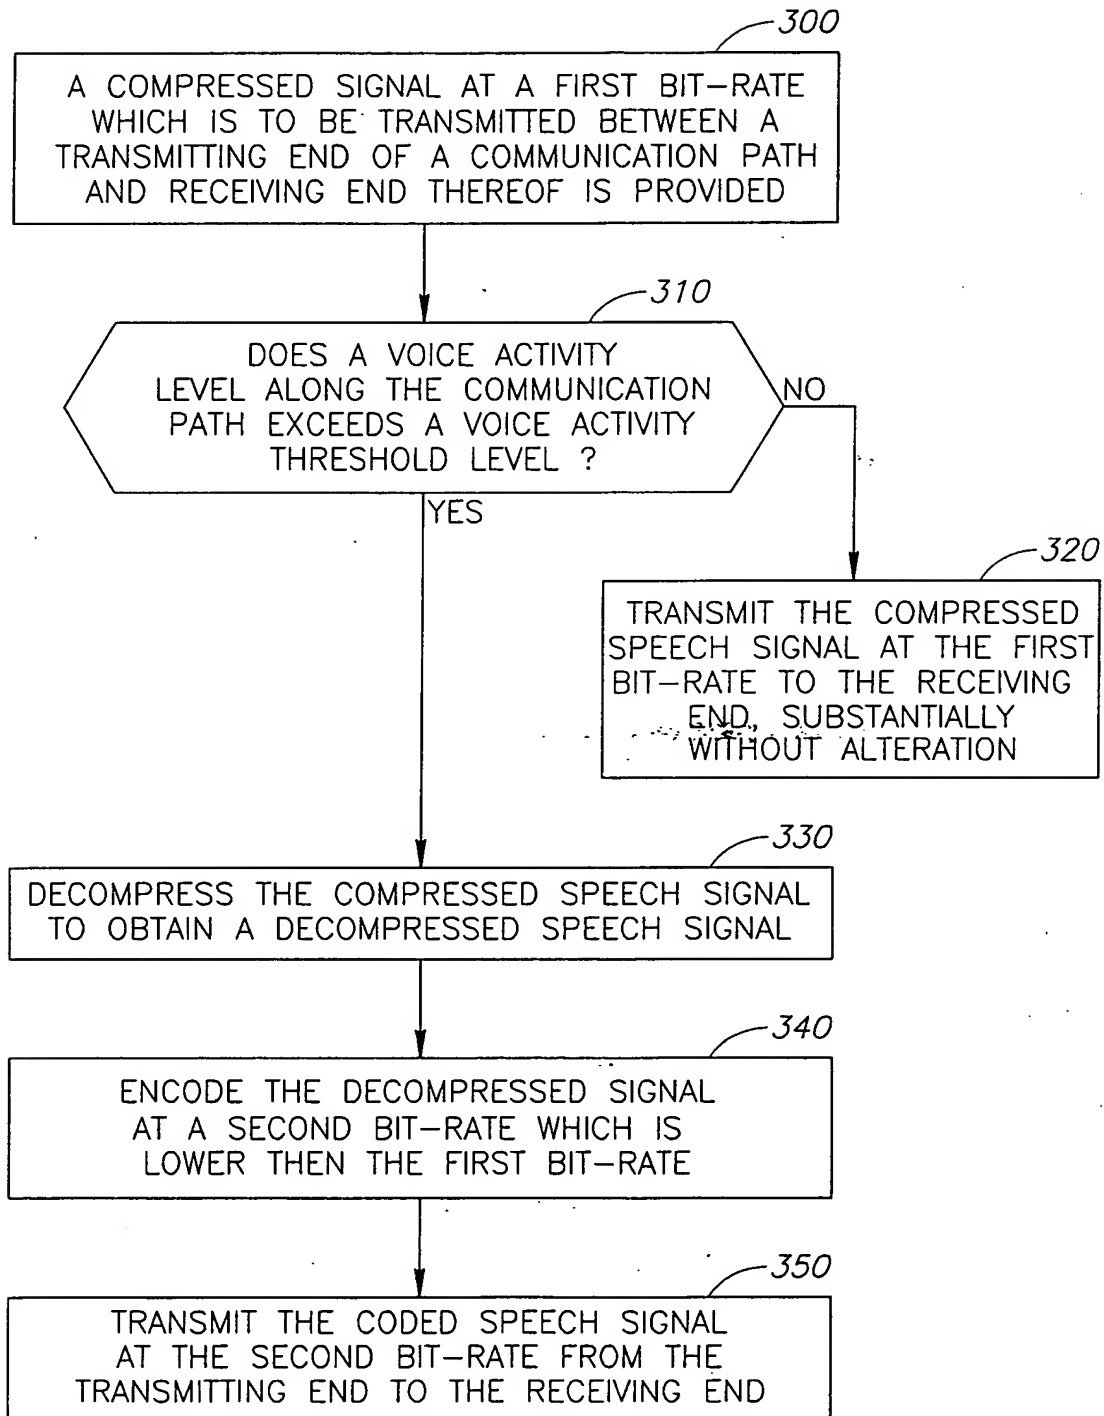 300
A COMPRESSED SIGNAL AT A FIRST BIT-RATE
WHICH IS TO BE TRANSMITTED BETWEEN A
TRANSMITTING END OF A COMMUNICATION PATH
AND RECEIVING END THEREOF IS PROVIDED
310
DOES A VOICE ACTIVITY
LEVEL ALONG THE COMMUNICATION
PATH EXCEEDS A VOICE ACTIVITY
THRESHOLD LEVEL ?
NO
YES
320
TRANSMIT THE COMPRESSED
SPEECH SIGNAL AT THE FIRST
BIT-RATE TO THE RECEIVING
END, SUBSTANTIALLY
WITHOUT ALTERATION
330
DECOMPRESS THE COMPRESSED SPEECH SIGNAL
TO OBTAIN A DECOMPRESSED SPEECH SIGNAL
340
ENCODE THE DECOMPRESSED SIGNAL
AT A SECOND BIT-RATE WHICH IS
LOWER THEN THE FIRST BIT-RATE
350
TRANSMIT THE CODED SPEECH SIGNAL
AT THE SECOND BIT-RATE FROM THE
TRANSMITTING END TO THE RECEIVING END